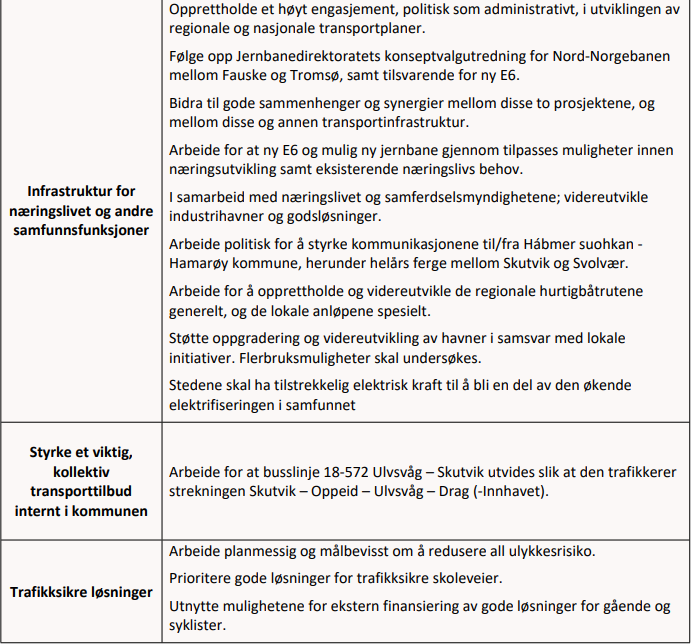 Opprettholde et høyt engasjement, politisk som administrativt, i utviklingen av
regionale og nasjonale transportplaner.
Følge opp Jernbanedirektoratets konseptvalgutredning for Nord-Norgebanen
mellom Fauske og Tromsø, samt tilsvarende for ny E6.
Bidra til gode sammenhenger og synergier mellom disse to prosjektene, og
mellom disse og annen transportinfrastruktur.
Arbeide for at ny E6 og mulig ny jernbane gjennom tilpasses muligheter innen
næringsutvikling samt eksisterende næringslivs behov.
Infrastruktur for
næringslivet og andre
samfunnsfunksjoner
I samarbeid med næringslivet og samferdselsmyndighetene; videreutvikle
industrihavner og godsløsninger.
Arbeide politisk for å styrke kommunikasjonene til/fra Hábmer suohkan -
Hamarøy kommune, herunder helårs ferge mellom Skutvik og Svolvær.
Arbeide for å opprettholde og videreutvikle de regionale hurtigbåtrutene
generelt, og de lokale anløpene spesielt.
Støtte oppgradering og videreutvikling av havner i samsvar med lokale
initiativer. Flerbruksmuligheter skal undersøkes.
Stedene skal ha tilstrekkelig elektrisk kraft til å bli en del av den økende
elektrifiseringen i samfunnet
Styrke et viktig,
kollektiv
transporttilbud
internt i kommunen
Arbeide for at busslinje 18-572 Ulvsvåg – Skutvik utvides slik at den trafikkerer
strekningen Skutvik – Oppeid – Ulvsvåg – Drag (-Innhavet).
Trafikksikre løsninger
Arbeide planmessig og målbevisst om å redusere all ulykkesrisiko.
Prioritere gode løsninger for trafikksikre skoleveier.
Utnytte mulighetene for ekstern finansiering av gode løsninger for gående og
syklister.